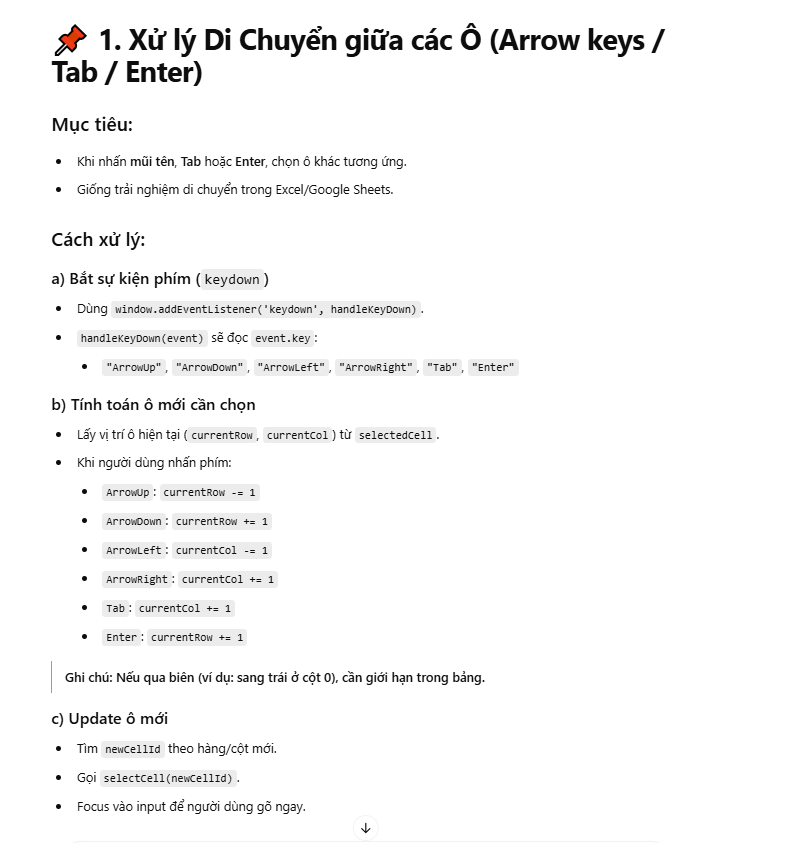 📌 1. Xử lý Di Chuyển giữa các Ô (Arrow keys /
Tab / Enter)
Mục tiêu:
• Khi nhấn mũi tên, Tab hoặc Enter, chọn ô khác tương ứng.
• Giống trải nghiệm di chuyển trong Excel/Google Sheets.
Cách xử lý:
a) Bắt sự kiện phím (keydown)
• Dùng window.addEventListener('keydown', handleKeyDown).
• handleKeyDown(event) sẽ đọc event.key:
• "ArrowUp", "ArrowDown", "ArrowLeft", "ArrowRight", "Tab", "Enter"
b) Tính toán ô mới cần chọn
• Lấy vị trí ô hiện tại (currentRow, currentCol) từ selectedCell.
• Khi người dùng nhấn phím:
• ArrowUp: currentRow -= 1
• ArrowDown: currentRow += 1
• ArrowLeft: currentCol -= 1
• ArrowRight: currentCol += 1
• Tab: currentCol += 1
• Enter: currentRow += 1
Ghi chú: Nếu qua biên (ví dụ: sang trái ở cột 0), cần giới hạn trong bảng.
c) Update ô mới
• Tìm newCellId theo hàng/cột mới.
• Gọi selectCell(newCellId).
• Focus vào input để người dùng gõ ngay.